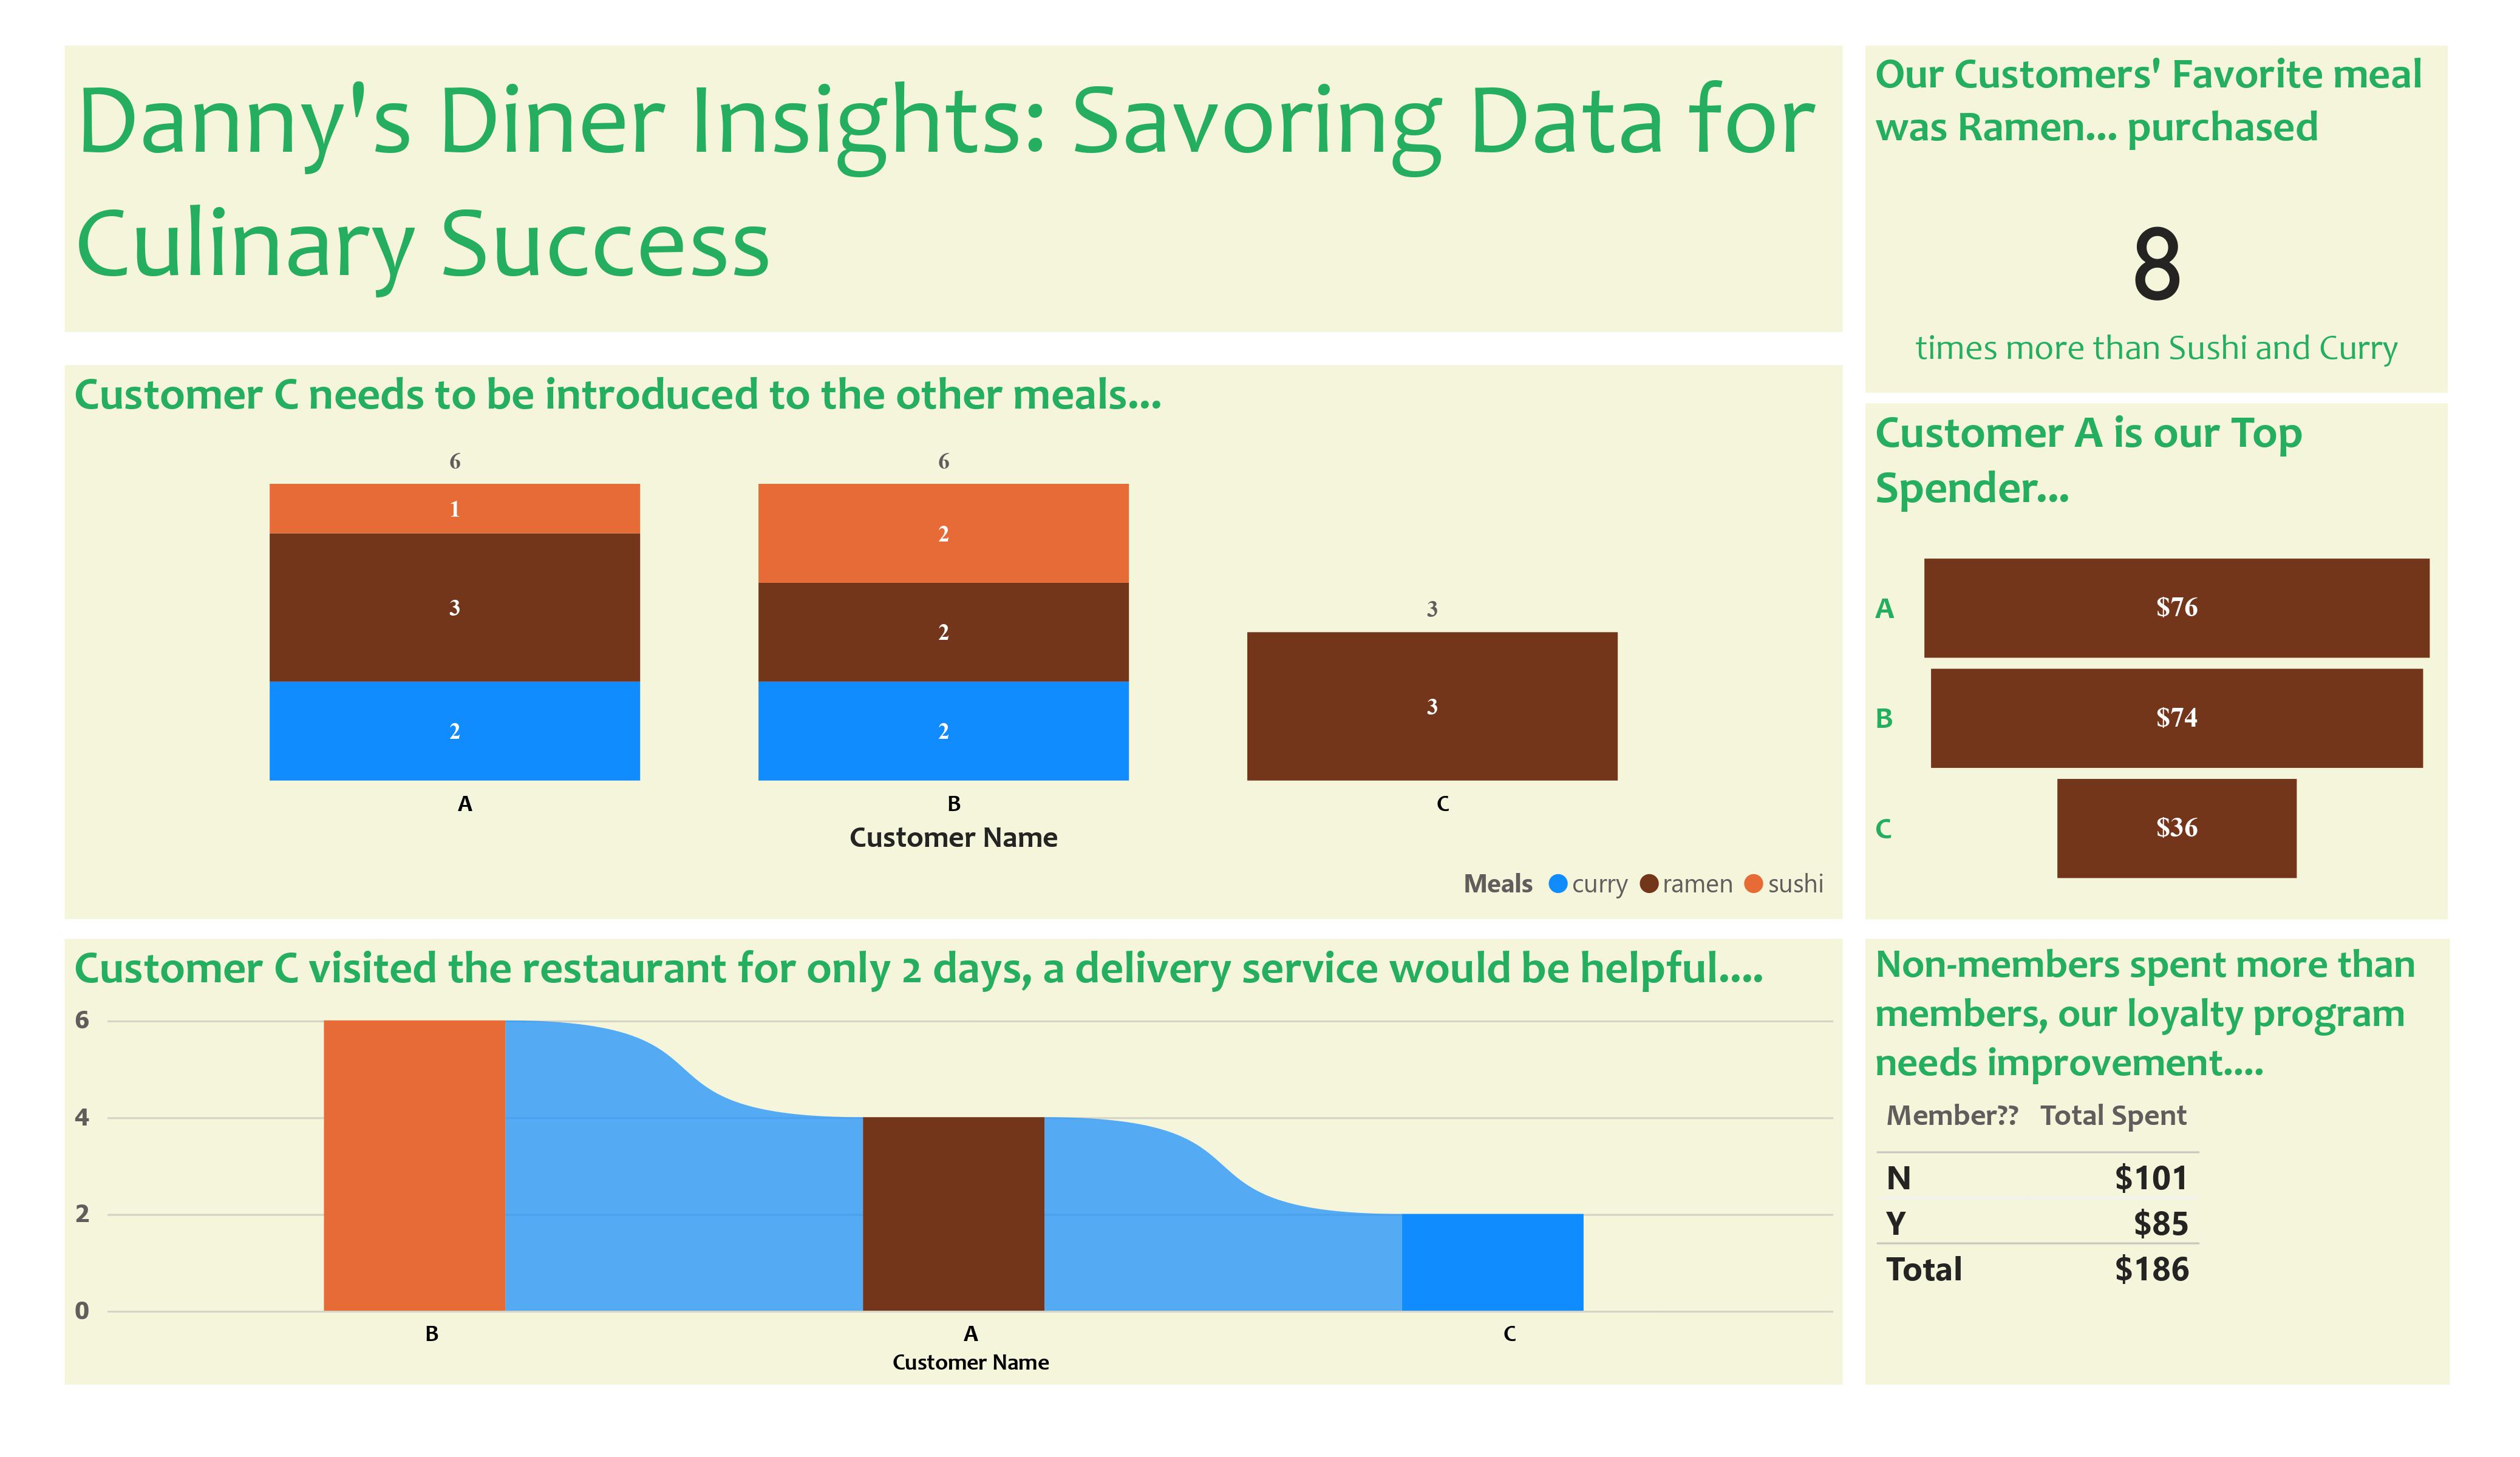 Danny's Diner Insights: Savoring Data for
Culinary Success
Our Customers' Favorite meal
was Ramen... purchased
8
times more than Sushi and Curry
Customer C needs to be introduced to the other meals...
6
6
1
2
3
2
3
3
2
2
A
B
C
Customer Name
Meals curry ramen sushi
Customer A is our Top
Spender...
A $76
B $74
C $36
Customer C visited the restaurant for only 2 days, a delivery service would be helpful....
6
4
2
0
B
A
C
Customer Name
Non-members spent more than
members, our loyalty program
needs improvement....
Member?? Total Spent
N $101
Y $85
Total $186